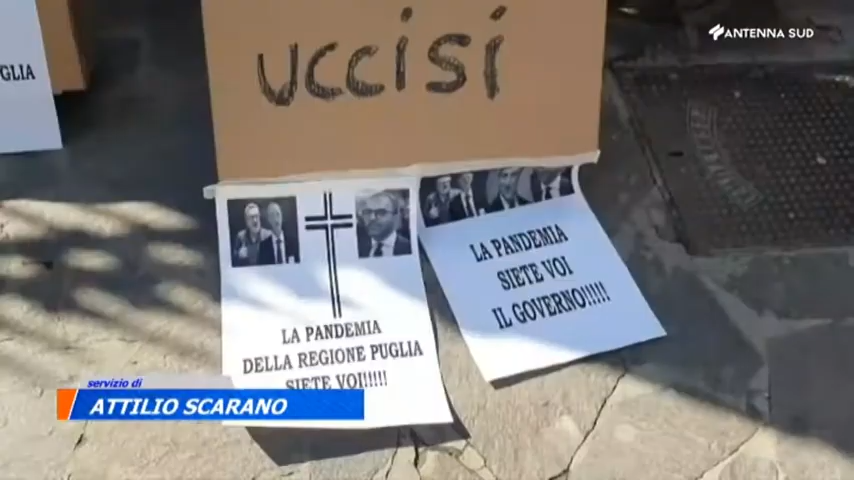 ANTENNA SUD
GLIA
UCCISI
LA PANDEMIA
DELLA REGIONE PUGLIA
SIETE VOI!!!!!
LA PANDEMIA
SIETE VOI
IL GOVERNO!!!!!
servizio di
ATTILIO SCARANO